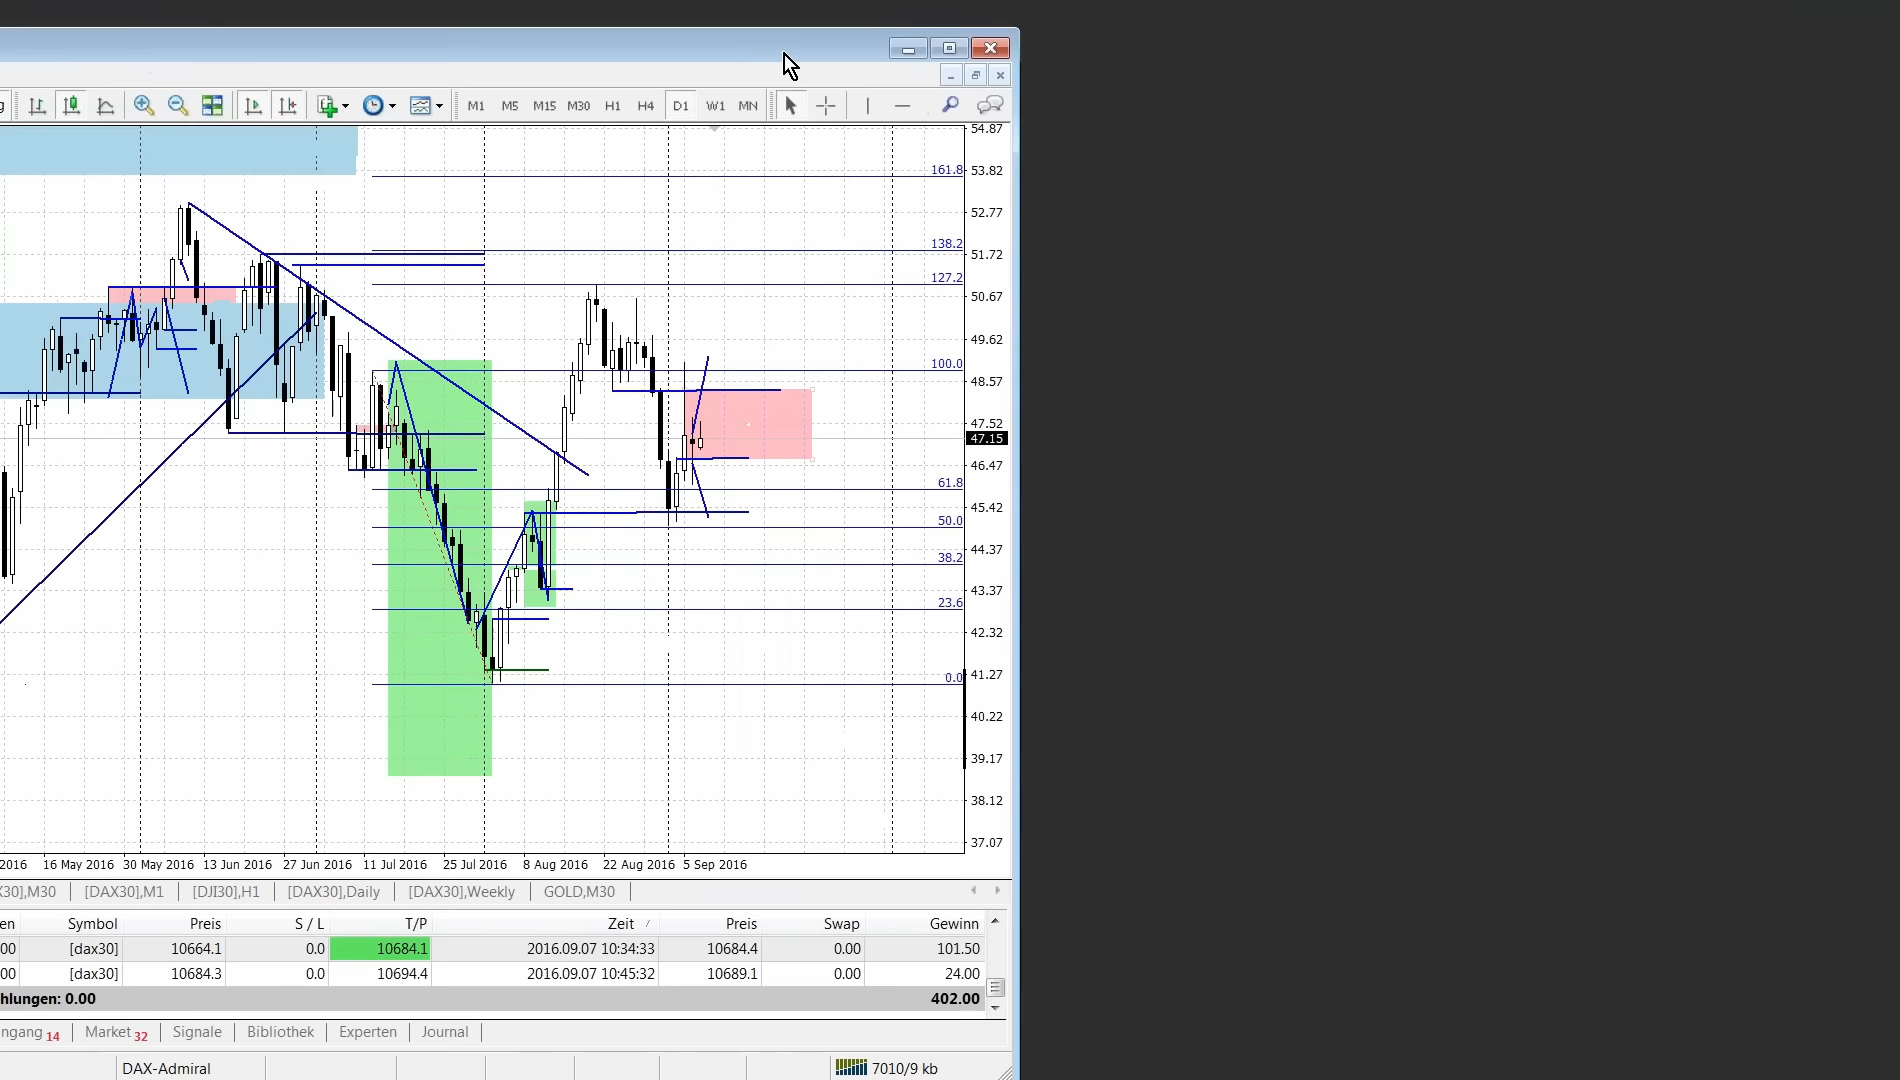 M1 M5 M15 M30 H1 H4 D1 W1 MN
54.87
161.8 53.82
52.77
138.2
51.72
127.2
50.67
49.62
100.0
48.57
47.52
47.15
46.47
61.8
45.42
50.0
44.37
38.2
43.37
23.6
42.32
0.0 41.27
40.22
39.17
38.12
37.07
2016 16 May 2016 30 May 2016 13 Jun 2016 27 Jun 2016 11 Jul 2016 25 Jul 2016 8 Aug 2016 22 Aug 2016 5 Sep 2016
30],M30 [DAX30],M1 [DJI30],H1 [DAX30],Daily [DAX30],Weekly GOLD,M30
en Symbol Preis S / L T/P Zeit / Preis Swap Gewinn
00 [dax30] 10664.1 0.0 10684.1 2016.09.07 10:34:33 10684.4 0.00 101.50
00 [dax30] 10684.3 0.0 10694.4 2016.09.07 10:45:32 10689.1 0.00 24.00
hlungen: 0.00 402.00
ngang 14 Market 32 Signale Bibliothek Experten Journal
DAX-Admiral 7010/9 kb